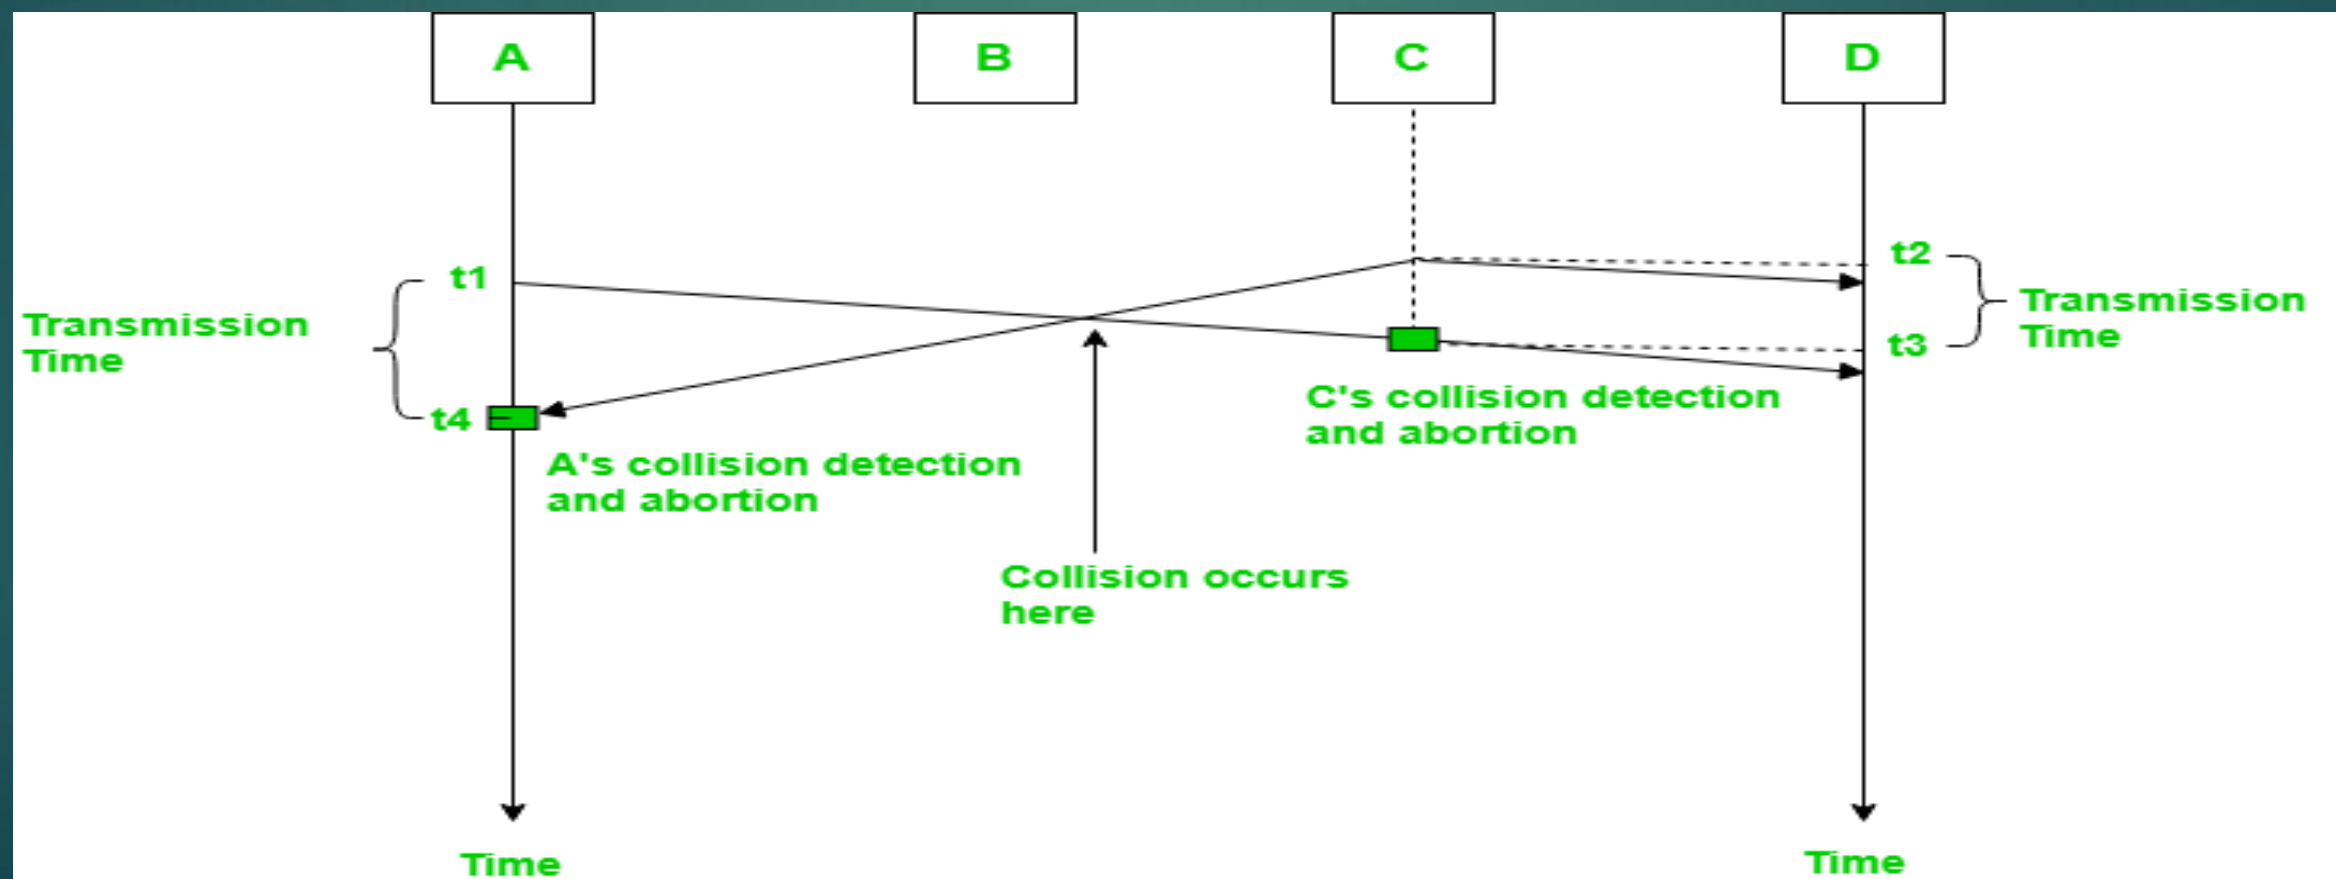 A
B
C
D
t1
t2
Transmission
Time
Transmission
Time
t3
t4
C's collision detection
and abortion
A's collision detection
and abortion
Collision occurs
here
Time
Time